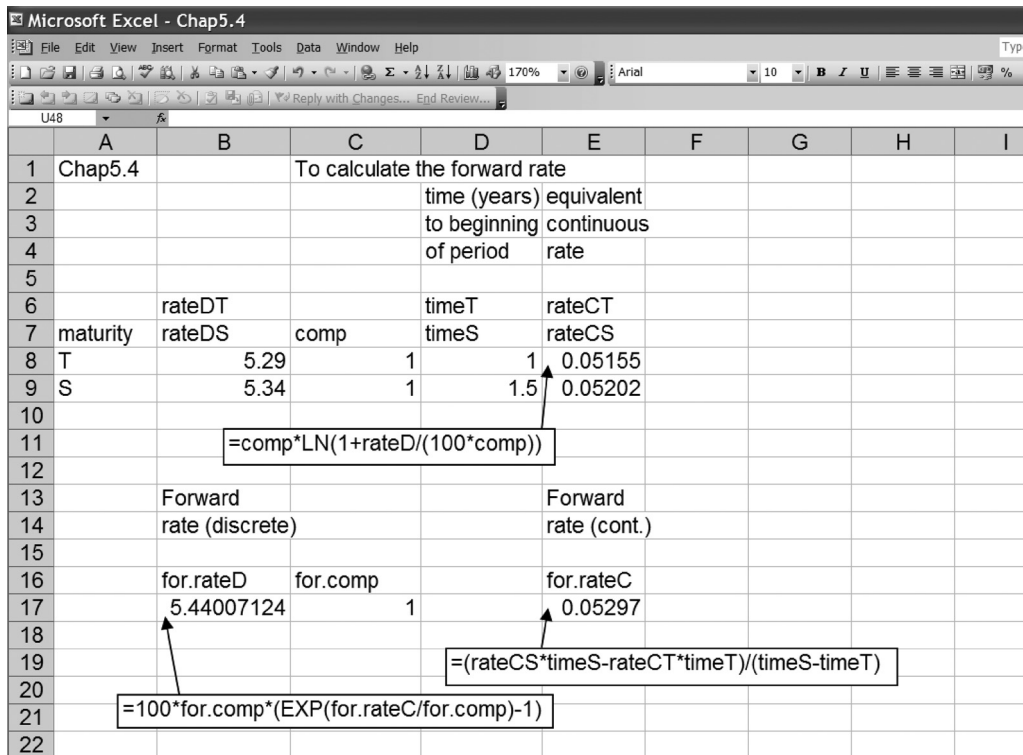 Microsoft Excel - Chap5.4
File Edit View Insert Format Tools Data Window Help Typ
170% Arial 10 B I U %
Reply with Changes... End Review...
U48 fx
A B C D E F G H I
1 Chap5.4 To calculate the forward rate
2 time (years) equivalent
3 to beginning continuous
4 of period rate
5
6 rateDT timeT rateCT
7 maturity rateDS comp timeS rateCS
8 T 5.29 1 1 0.05155
9 S 5.34 1 1.5 0.05202
10
11 =comp*LN(1+rateD/(100*comp))
12
13 Forward Forward
14 rate (discrete) rate (cont.)
15
16 for.rateD for.comp for.rateC
17 5.44007124 1 0.05297
18
19 =(rateCS*timeS-rateCT*timeT)/(timeS-timeT)
20
21 =100*for.comp*(EXP(for.rateC/for.comp)-1)
22